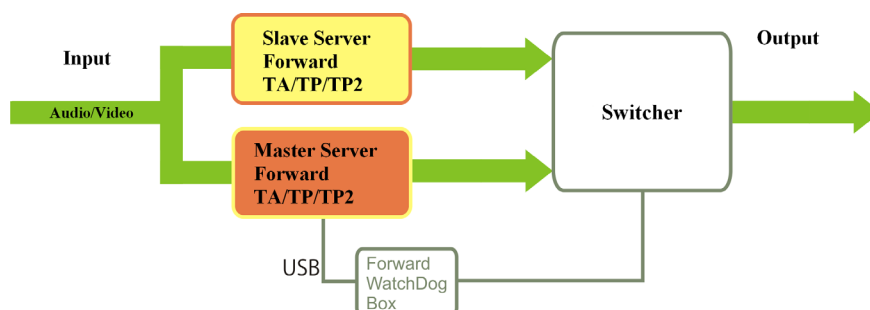 Input
Audio/Video
Slave Server
Forward
TA/TP/TP2
Master Server
Forward
TA/TP/TP2
Switcher
Output
USB
Forward
WatchDog
Box